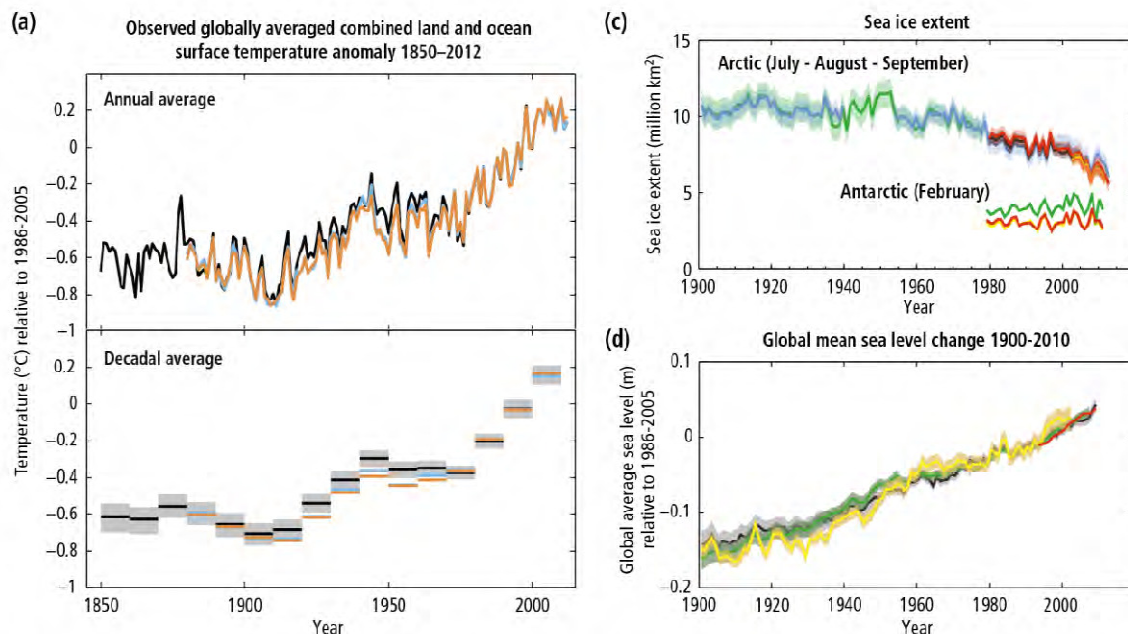 (a)
Observed globally averaged combined land and ocean
surface temperature anomaly 1850–2012
Annual average
0.2
0
−0.2
−0.4
−0.6
−0.8
−1
Decadal average
0.2
0
−0.2
−0.4
−0.6
−0.8
−1
Temperature (°C) relative to 1986-2005
1850
1900
1950
2000
Year
(c)
Sea ice extent
15
10
5
0
Sea ice extent (million km²)
Arctic (July - August - September)
Antarctic (February)
1900
1920
1940
1960
1980
2000
Year
(d)
Global mean sea level change 1900-2010
0.1
0
−0.1
−0.2
Global average sea level (m)
relative to 1986-2005
1900
1920
1940
1960
1980
2000
Year